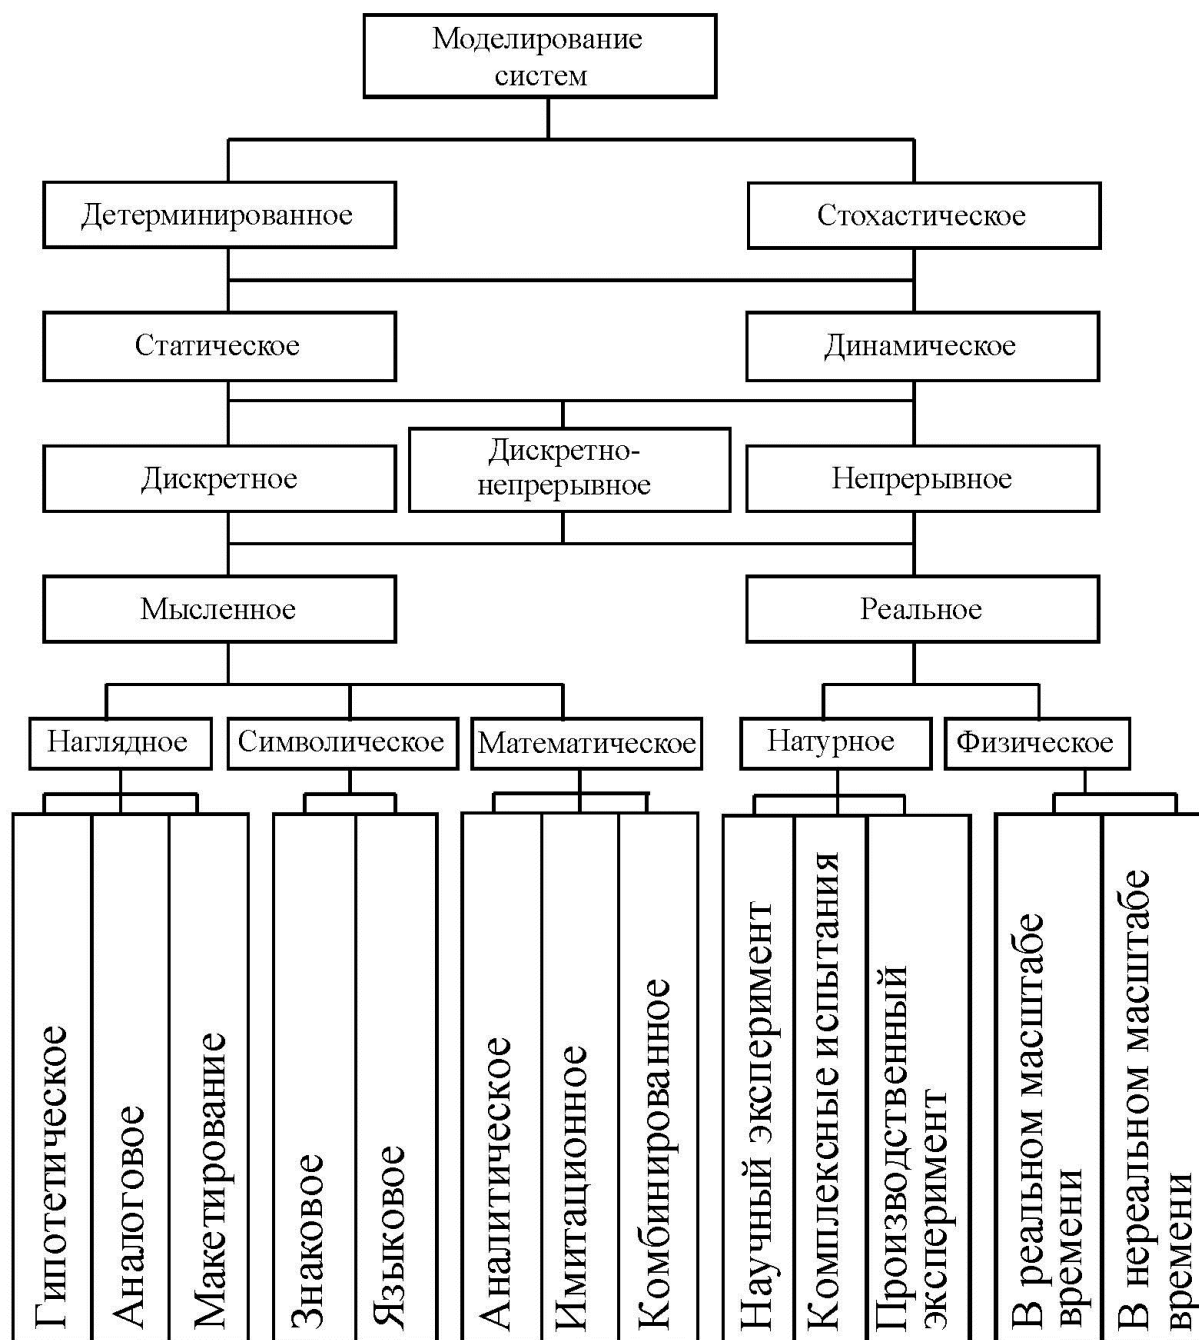 Моделирование
систем
Детерминированное
Стохастическое
Статическое
Динамическое
Дискретное
Дискретно-
непрерывное
Непрерывное
Мысленное
Реальное
Наглядное
Символическое
Математическое
Натурное
Физическое
Гипотетическое
Аналоговое
Макетирование
Знаковое
Языковое
Аналитическое
Имитационное
Комбинированное
Научный эксперимент
Комплексные испытания
Производственный
эксперимент
В реальном масштабе
времени
В нереальном масштабе
времени